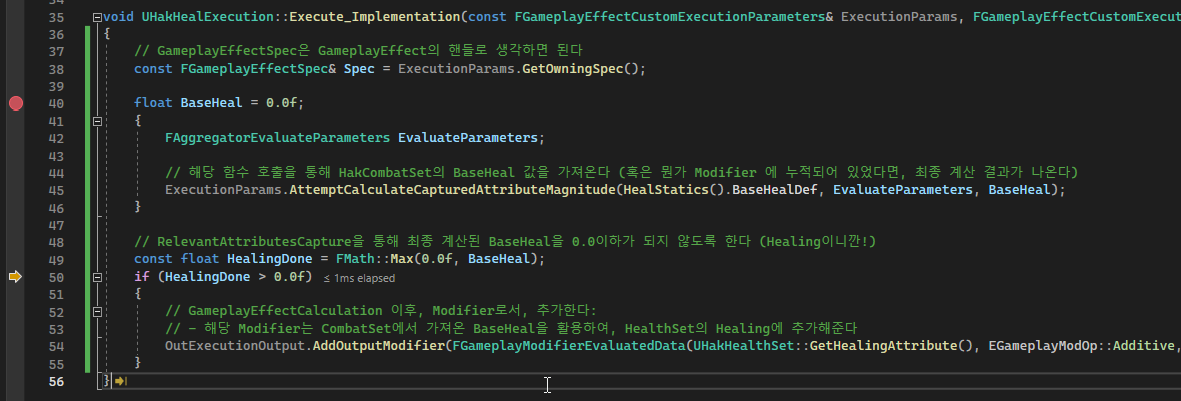 35 void UHakHealExecution::Execute_Implementation(const FGameplayEffectCustomExecutionParameters& ExecutionParams, FGameplayEffectCustomExecut
36 {
37 // GameplayEffectSpec은 GameplayEffect의 핸들로 생각하면 된다
38 const FGameplayEffectSpec& Spec = ExecutionParams.GetOwningSpec();
39
40 float BaseHeal = 0.0f;
41 {
42 FAggregatorEvaluateParameters EvaluateParameters;
43
44 // 해당 함수 호출을 통해 HakCombatSet의 BaseHeal 값을 가져온다 (혹은 뭔가 Modifier 에 누적되어 있었다면, 최종 계산 결과가 나온다)
45 ExecutionParams.AttemptCalculateCapturedAttributeMagnitude(HealStatics().BaseHealDef, EvaluateParameters, BaseHeal);
46 }
47
48 // RelevantAttributesCapture을 통해 최종 계산된 BaseHeal을 0.0이하가 되지 않도록 한다 (Healing이니깐!)
49 const float HealingDone = FMath::Max(0.0f, BaseHeal);
50 if (HealingDone > 0.0f) ≤ 1ms elapsed
51 {
52 // GameplayEffectCalculation 이후, Modifier로서, 추가한다:
53 // - 해당 Modifier는 CombatSet에서 가져온 BaseHeal을 활용하여, HealthSet의 Healing에 추가해준다
54 OutExecutionOutput.AddOutputModifier(FGameplayModifierEvaluatedData(UHakHealthSet::GetHealingAttribute(), EGameplayModOp::Additive,
55 }
56 }